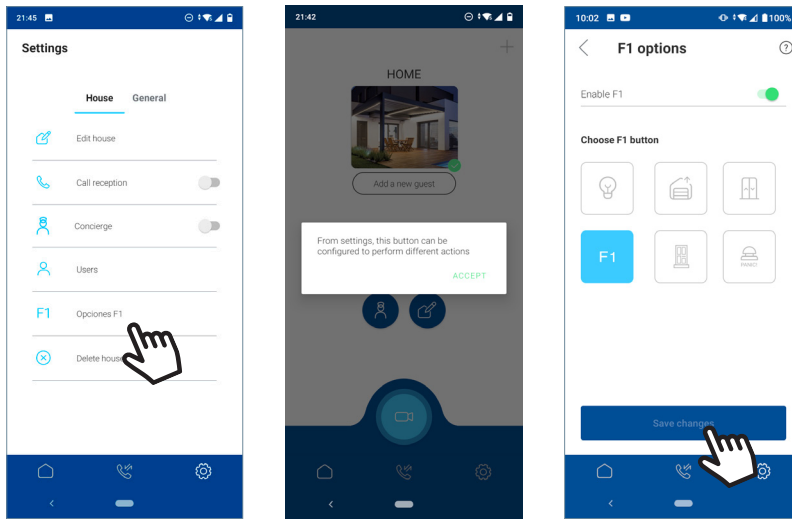 21:45
Settings
House General
Edit house
Call reception
Concierge
Users
F1 Opciones F1
Delete house
21:42
HOME
Add a new guest
From settings, this button can be
configured to perform different actions
ACCEPT
10:02 100%
F1 options ?
Enable F1
Choose F1 button
F1
PANIC!
Save changes